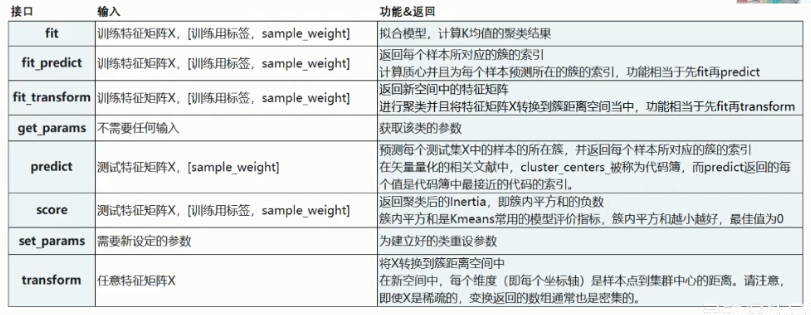 接口 输入 功能&返回
fit 训练特征矩阵X，[训练用标签，sample_weight] 拟合模型，计算K均值的聚类结果
返回每个样本所对应的簇的索引
fit_predict 训练特征矩阵X，[训练用标签，sample_weight]
计算质心并且为每个样本预测所在的簇的索引，功能相当于先fit再predict
返回新空间中的特征矩阵
fit_transform 训练特征矩阵X，[训练用标签，sample_weight]
进行聚类并且将特征矩阵X转换到簇距离空间当中，功能相当于先fit再transform
get_params 不需要任何输入 获取该类的参数
预测每个测试集X中的样本的所在簇，并返回每个样本所对应的簇的索引
predict 测试特征矩阵X，[sample_weight] 在矢量量化的相关文献中，cluster_centers_被称为代码簿，而predict返回的每
个值是代码簿中最接近的代码的索引。
返回聚类后的Inertia，即簇内平方和的负数
score 测试特征矩阵X，[训练用标签，sample_weight]
簇内平方和是Kmeans常用的模型评价指标，簇内平方和越小越好，最佳值为0
set_params 需要新设定的参数 为建立好的类重设参数
将X转换到簇距离空间中
transform 任意特征矩阵X 在新空间中，每个维度（即每个坐标轴）是样本点到集群中心的距离。请注意，
即使X是稀疏的，变换返回的数组通常也是密集的。